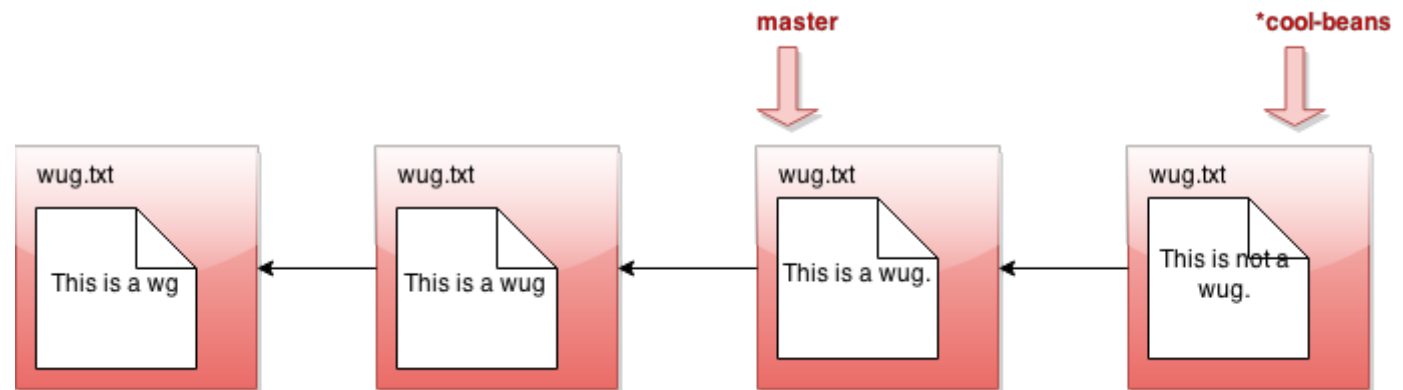 master
*cool-beans
wug.txt
This is a wg
wug.txt
This is a wug
wug.txt
This is a wug.
wug.txt
This is not a
wug.